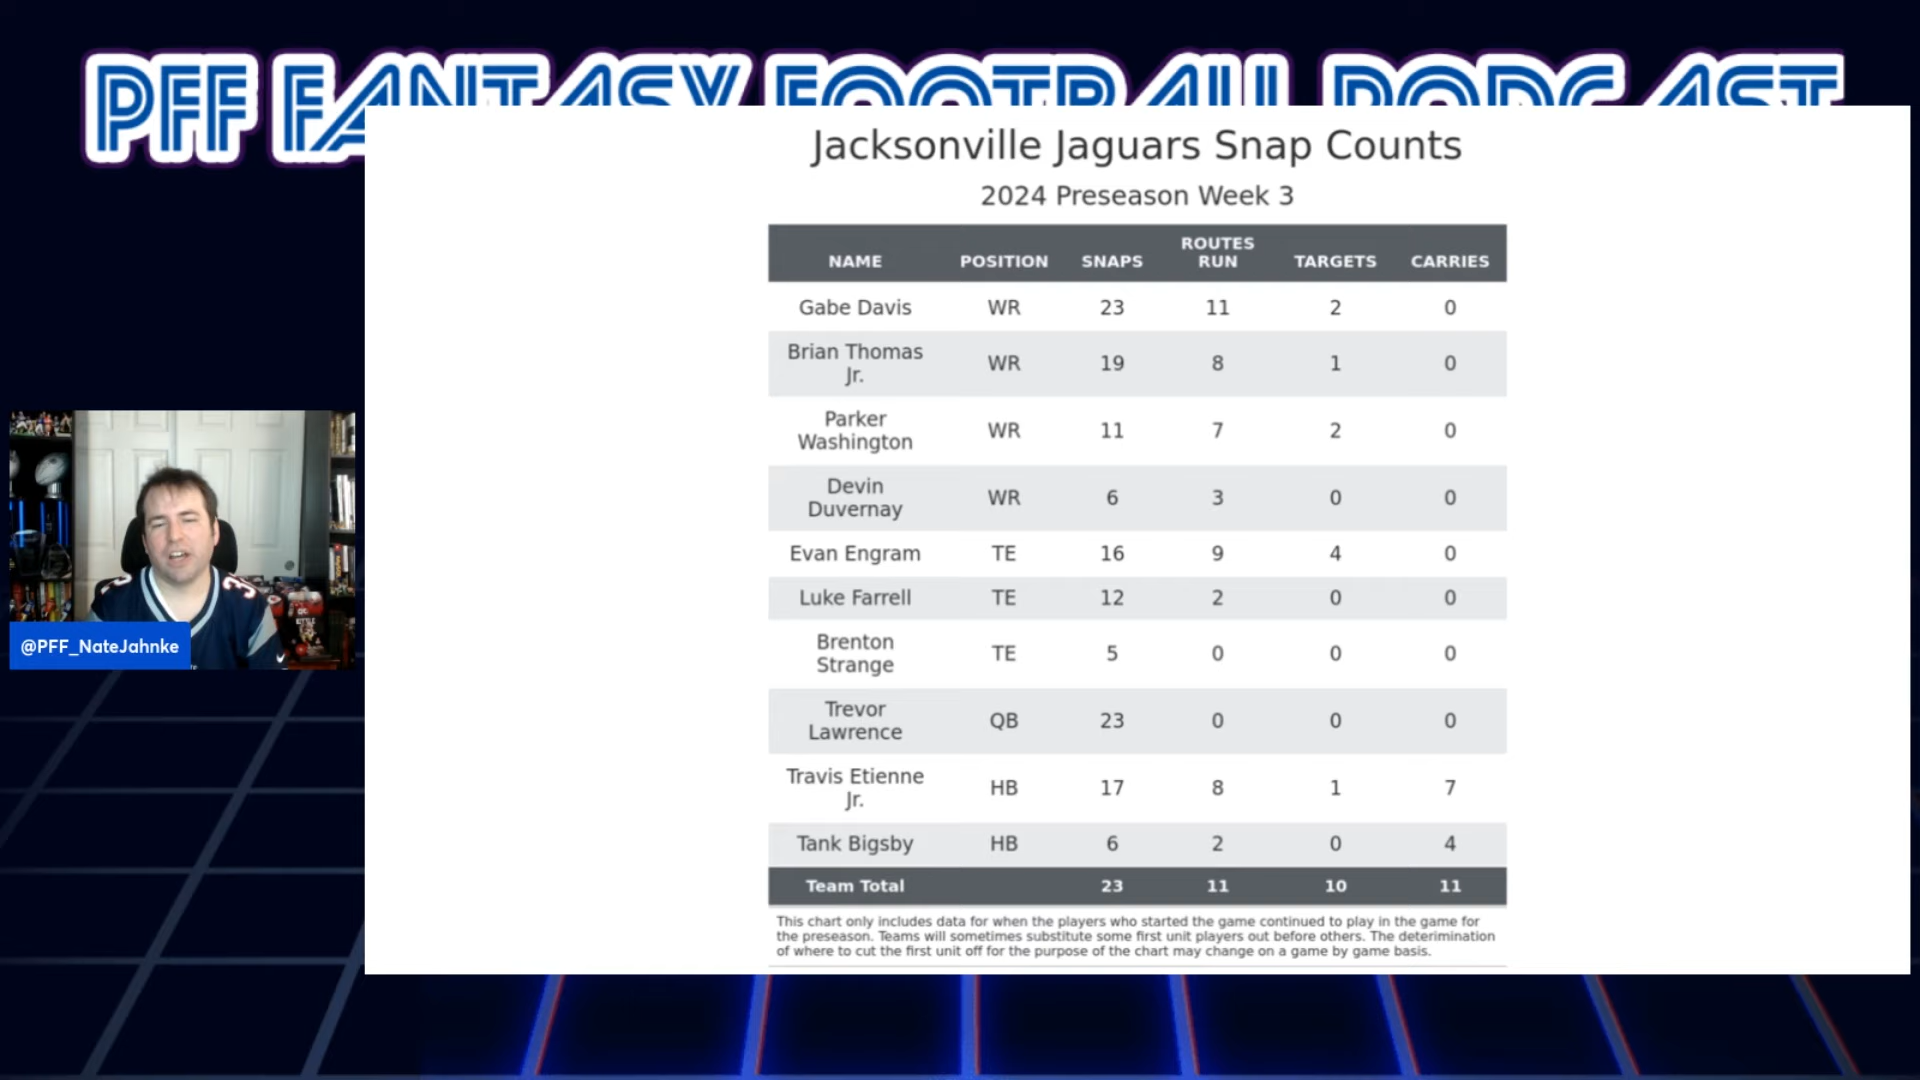 PFF FANTASY FOOTBALL PODCAST
Jacksonville Jaguars Snap Counts
2024 Preseason Week 3
NAME POSITION SNAPS ROUTES RUN TARGETS CARRIES
Gabe Davis WR 23 11 2 0
Brian Thomas Jr. WR 19 8 1 0
Parker Washington WR 11 7 2 0
Devin Duvernay WR 6 3 0 0
Evan Engram TE 16 9 4 0
Luke Farrell TE 12 2 0 0
Brenton Strange TE 5 0 0 0
Trevor Lawrence QB 23 0 0 0
Travis Etienne Jr. HB 17 8 1 7
Tank Bigsby HB 6 2 0 4
Team Total 23 11 10 11
This chart only includes data for when the players who started the game continued to play in the game for
the preseason. Teams will sometimes substitute some first unit players out before others. The deterimination
of where to cut the first unit off for the purpose of the chart may change on a game by game basis.
@PFF_NateJahnke